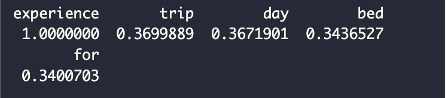 experience trip day bed
1.0000000 0.3699889 0.3671901 0.3436527
for
0.3400703